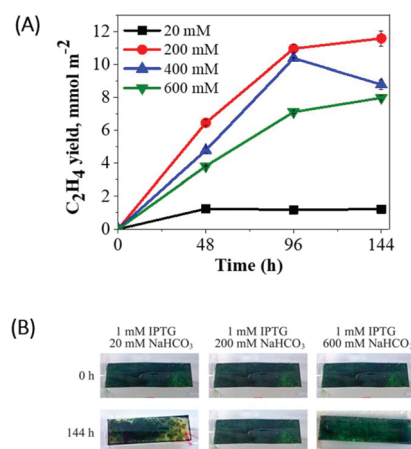 (A)
20 mM
200 mM
400 mM
600 mM
C₂H₄ yield, mmol m⁻²
12
10
8
6
4
2
0
0 48 96 144
Time (h)
(B)
1 mM IPTG 1 mM IPTG 1 mM IPTG
20 mM NaHCO₃ 200 mM NaHCO₃ 600 mM NaHCO₃
0 h
144 h